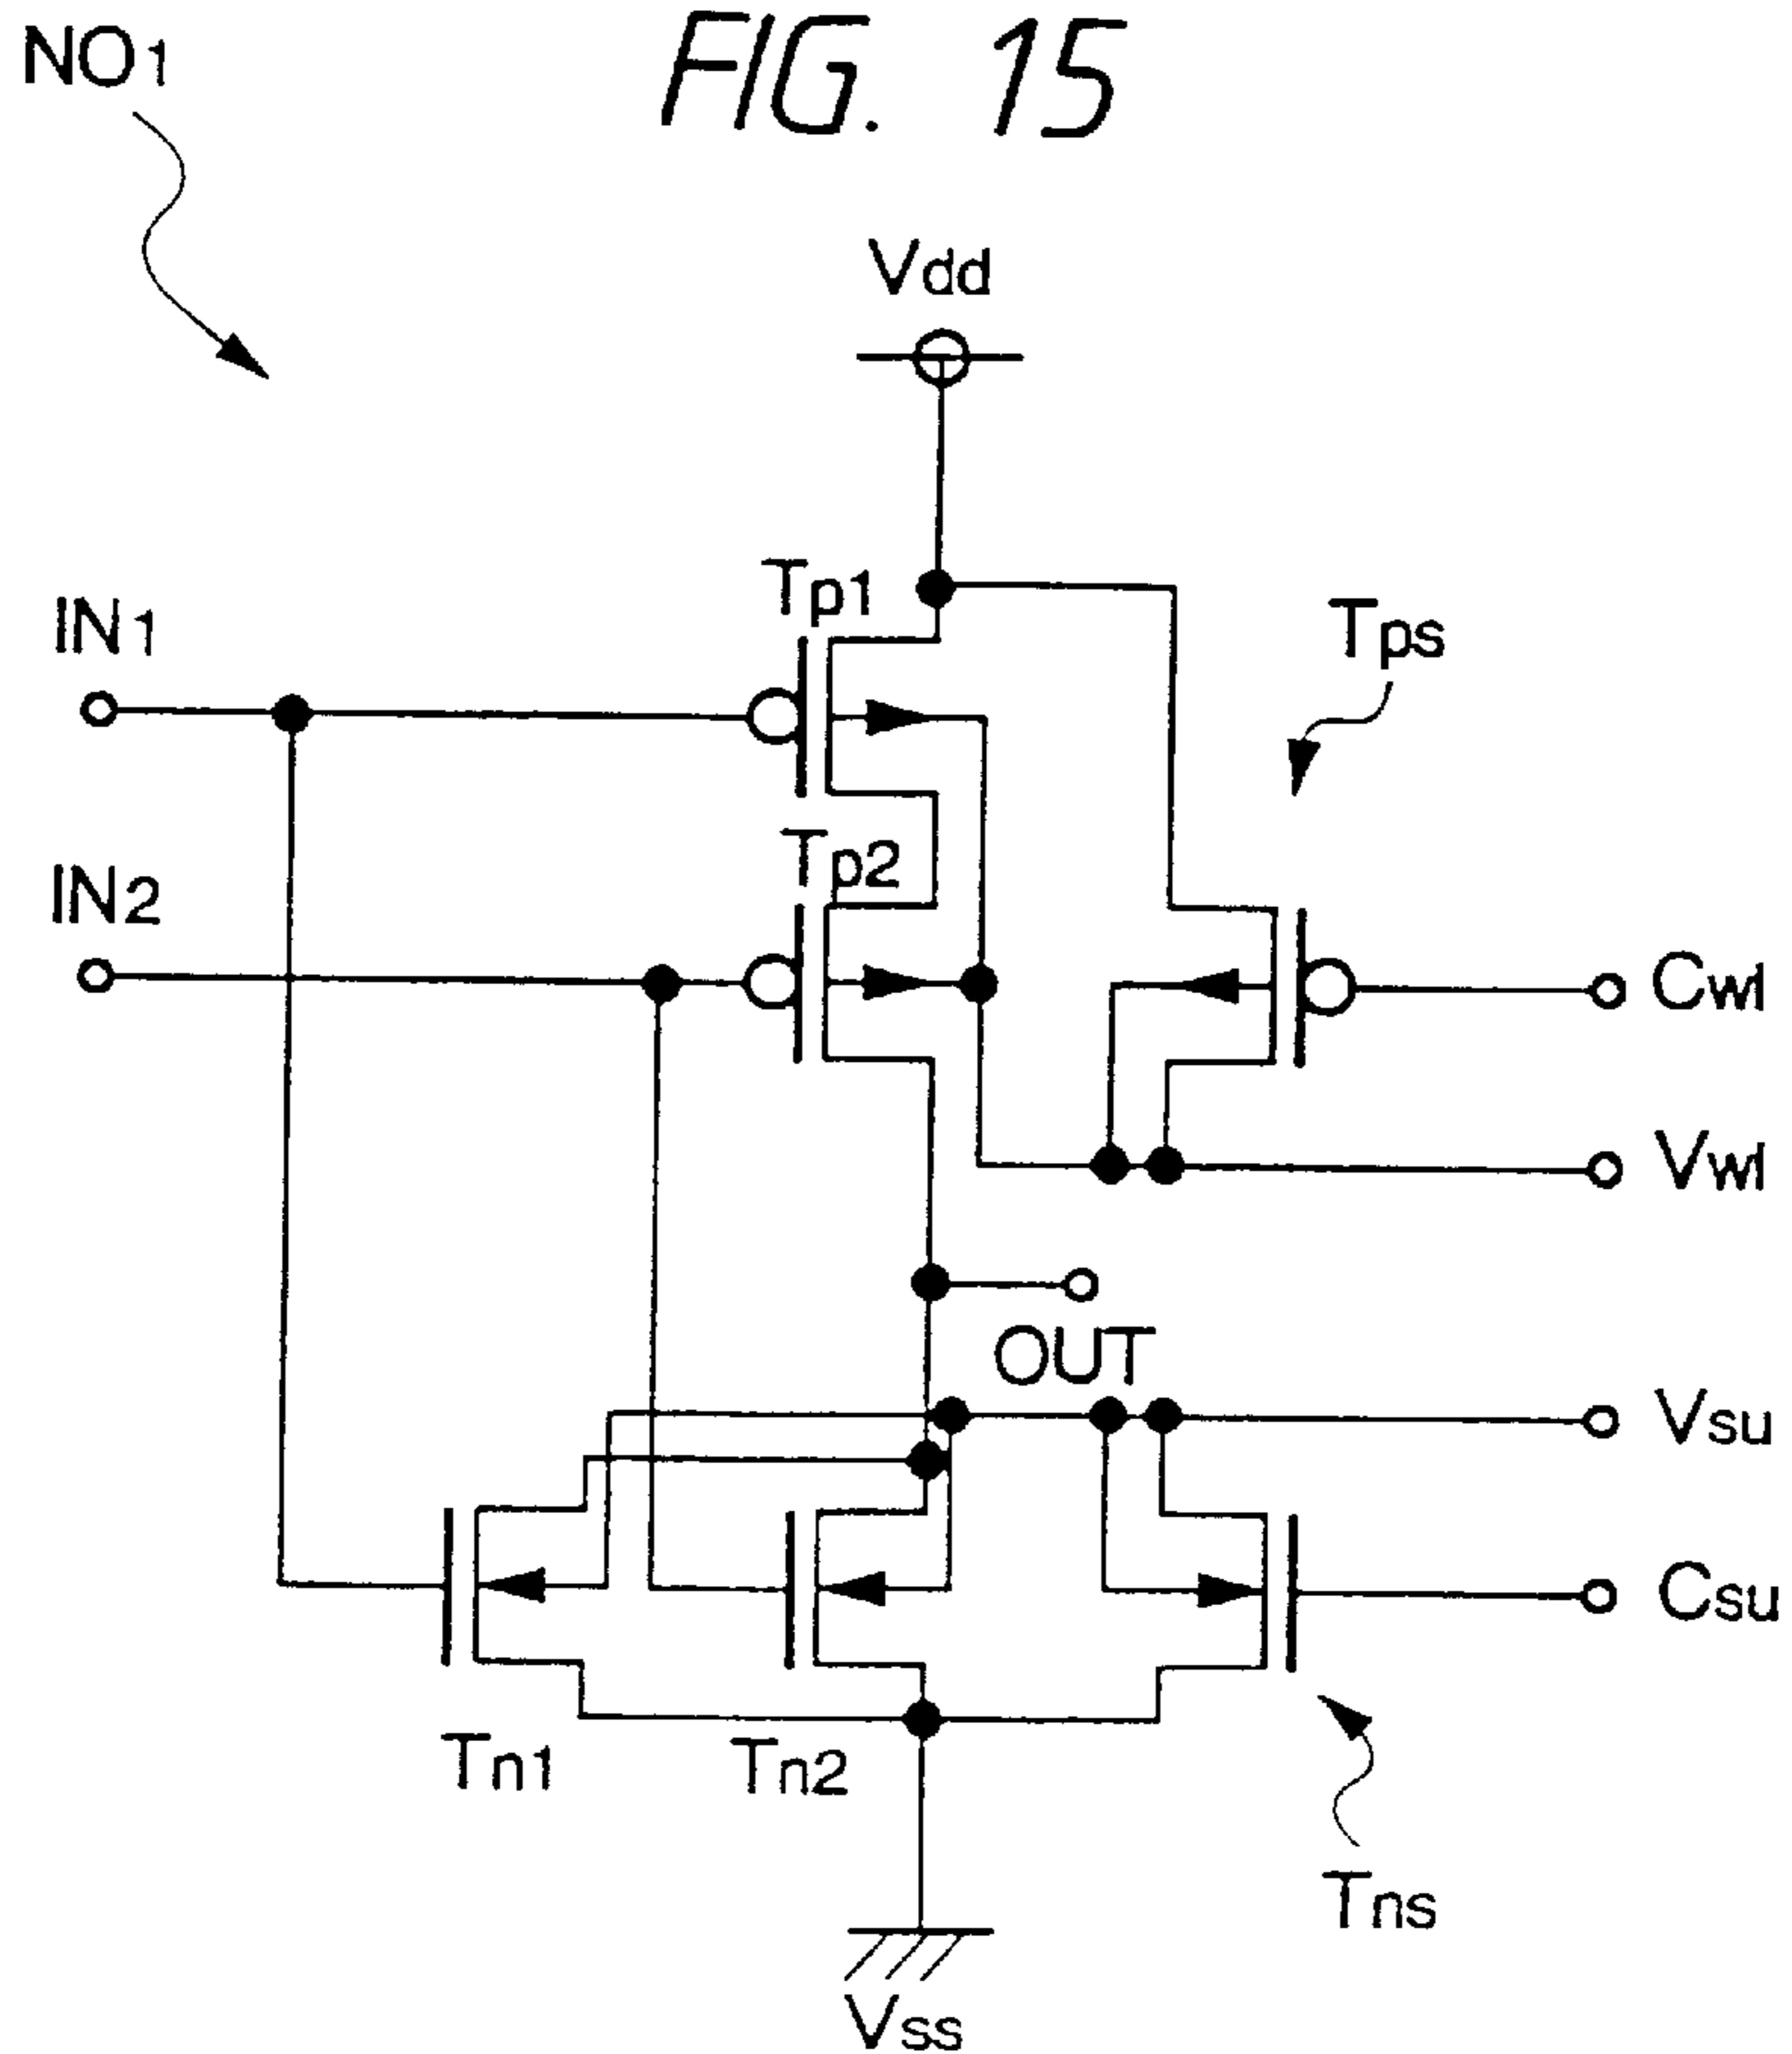 FIG. 15
NO1
Vdd
Tp1
IN1
Tps
Tp2
IN2
Cwl
Vwl
OUT
Vsu
Csu
Tn1
Tn2
Tns
Vss